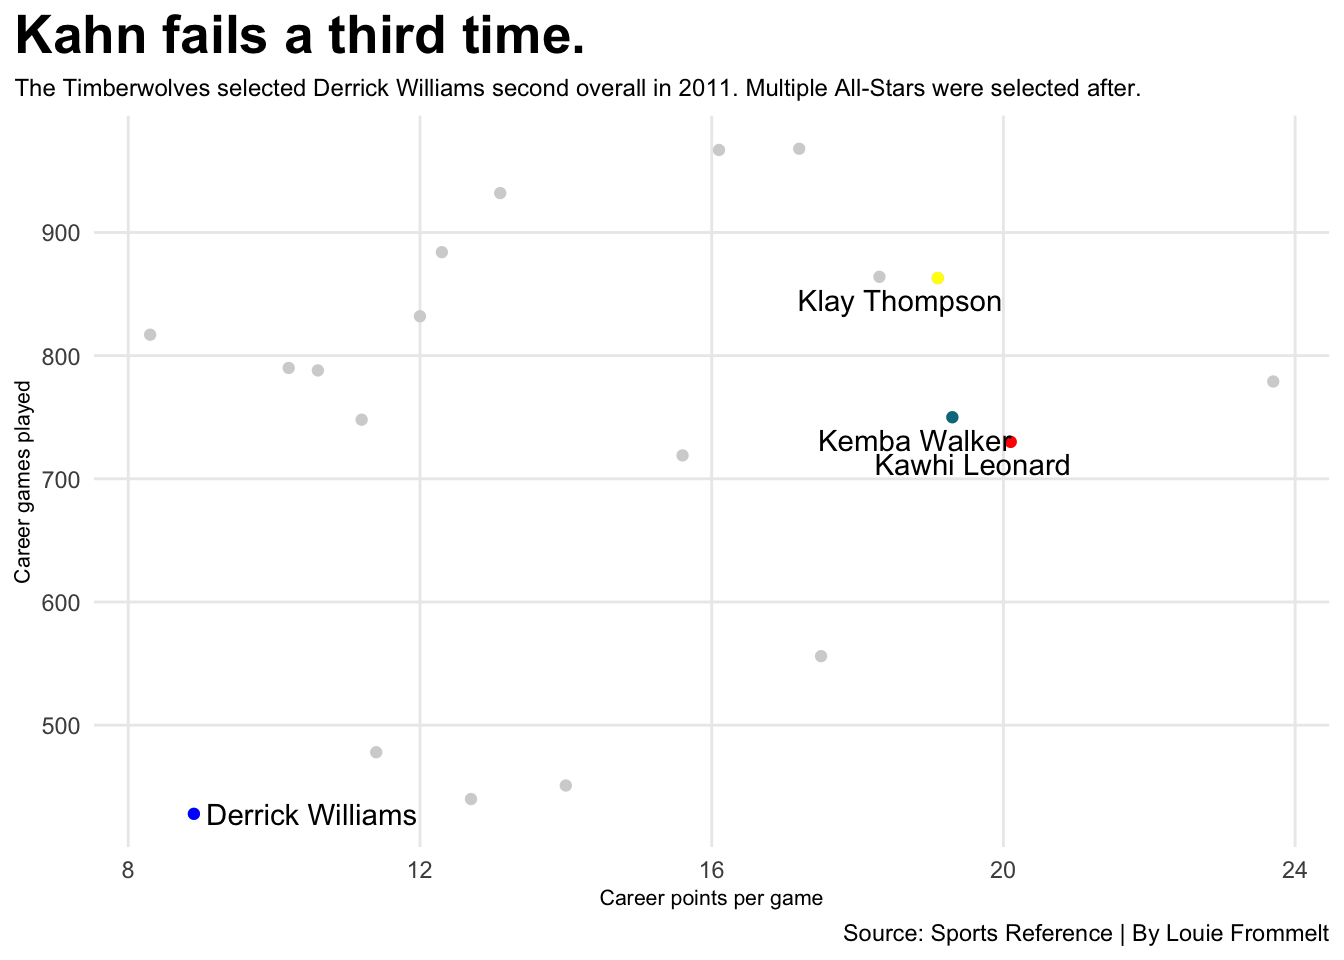 Kahn fails a third time.
The Timberwolves selected Derrick Williams second overall in 2011. Multiple All-Stars were selected after.
Career games played
900
800
700
600
500
Klay Thompson
Kemba Walker
Kawhi Leonard
Derrick Williams
8 12 16 20 24
Career points per game
Source: Sports Reference | By Louie Frommelt